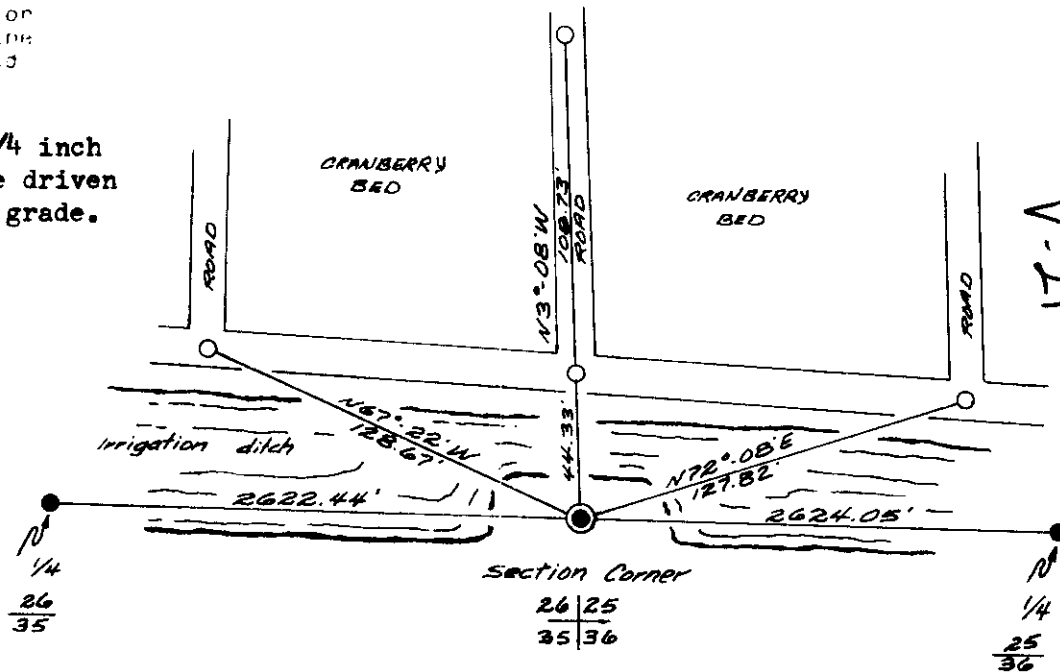 or
1/4 inch
driven
grade.
CRANBERRY
BED
CRANBERRY
BED
ROAD
N3°-08'W
108.73'
ROAD
ROAD
N67°-22'W
128.67'
44.33'
N72°-08'E
127.82'
Irrigation ditch
2622.44'
2624.05'
Section Corner
1/4
26
35
26 | 25
35 | 36
1/4
25
36